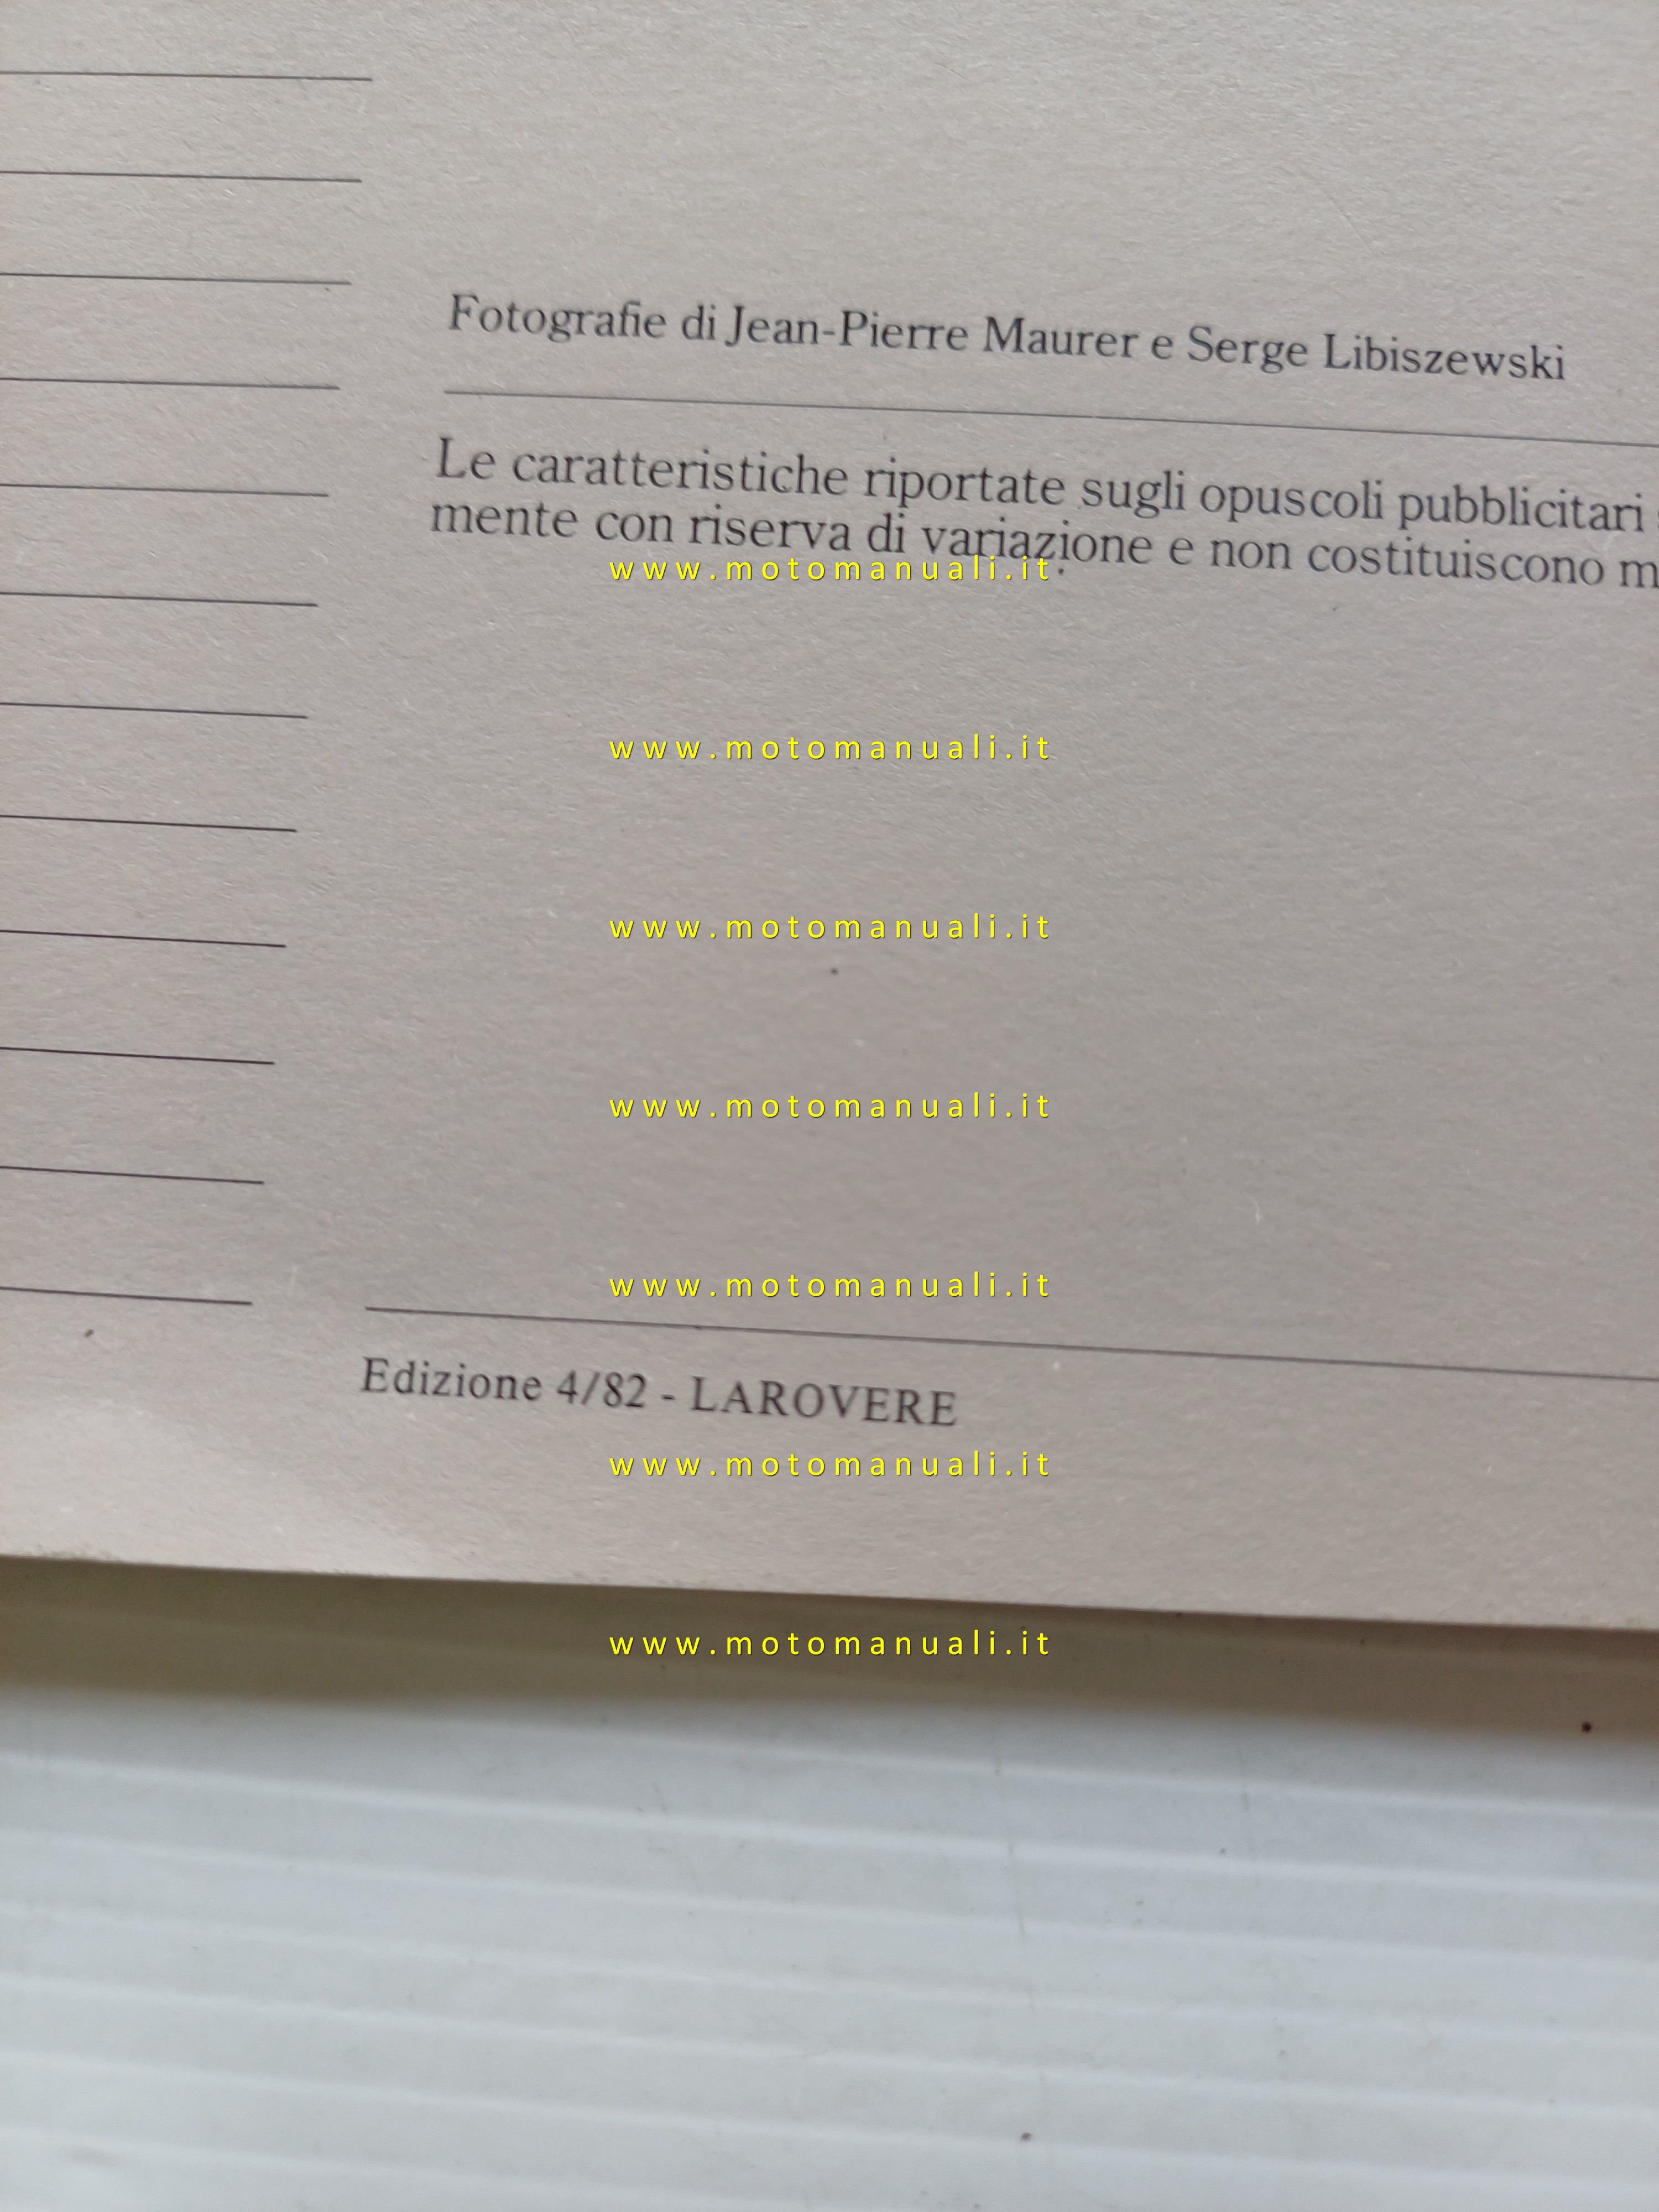 Fotografie di Jean-Pierre Maurer e Serge Libiszewski
Le caratteristiche riportate sugli opuscoli pubblicitari
mente con riserva di variazione e non costituiscono
www.motomanuali.it
www.motomanuali.it
www.motomanuali.it
www.motomanuali.it
www.motomanuali.it
Edizione 4/82 - LAROVERE
www.motomanuali.it
www.motomanuali.it